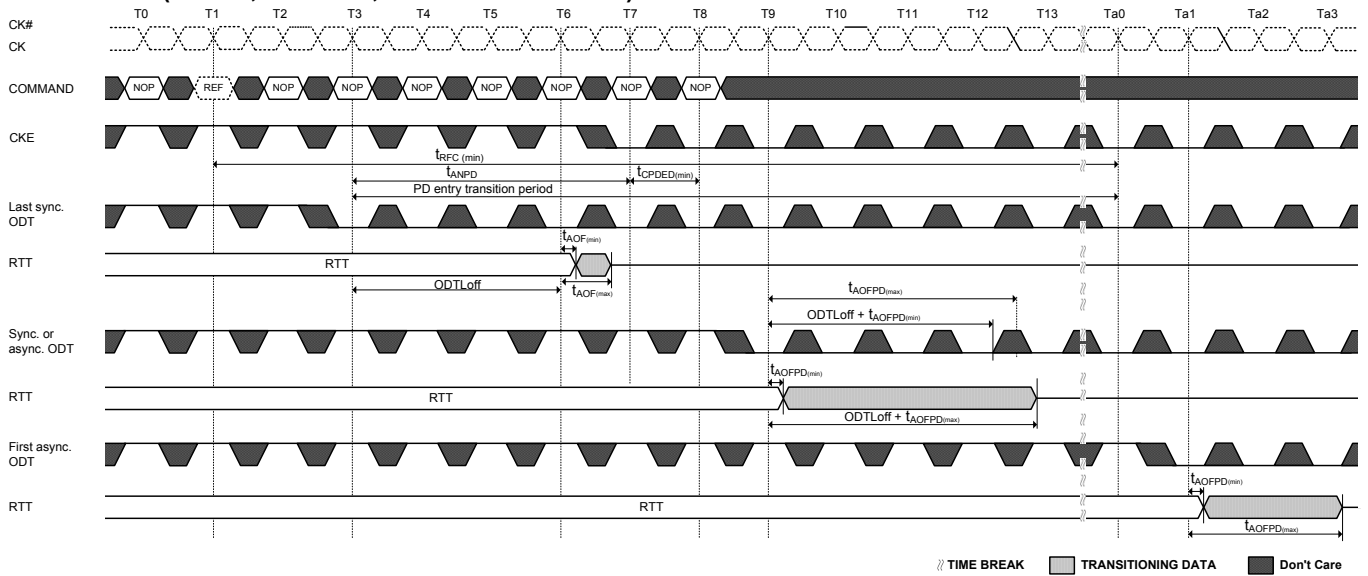 T0 T1 T2 T3 T4 T5 T6 T7 T8 T9 T10 T11 T12 T13 Ta0 Ta1 Ta2 Ta3
CK#
CK
COMMAND
NOP REF NOP NOP NOP NOP NOP NOP NOP
CKE
tRFC (min)
tANPD tCPDED(min)
PD entry transition period
Last sync.
ODT
tAOF(min)
RTT RTT
ODTLoff tAOF(max)
tAOFPD(max)
ODTLoff + tAOFPD(min)
Sync. or
async. ODT
tAOFPD(min)
RTT RTT
ODTLoff + tAOFPD(max)
First async.
ODT
tAOFPD(min)
RTT RTT
tAOFPD(max)
TIME BREAK TRANSITIONING DATA Don't Care